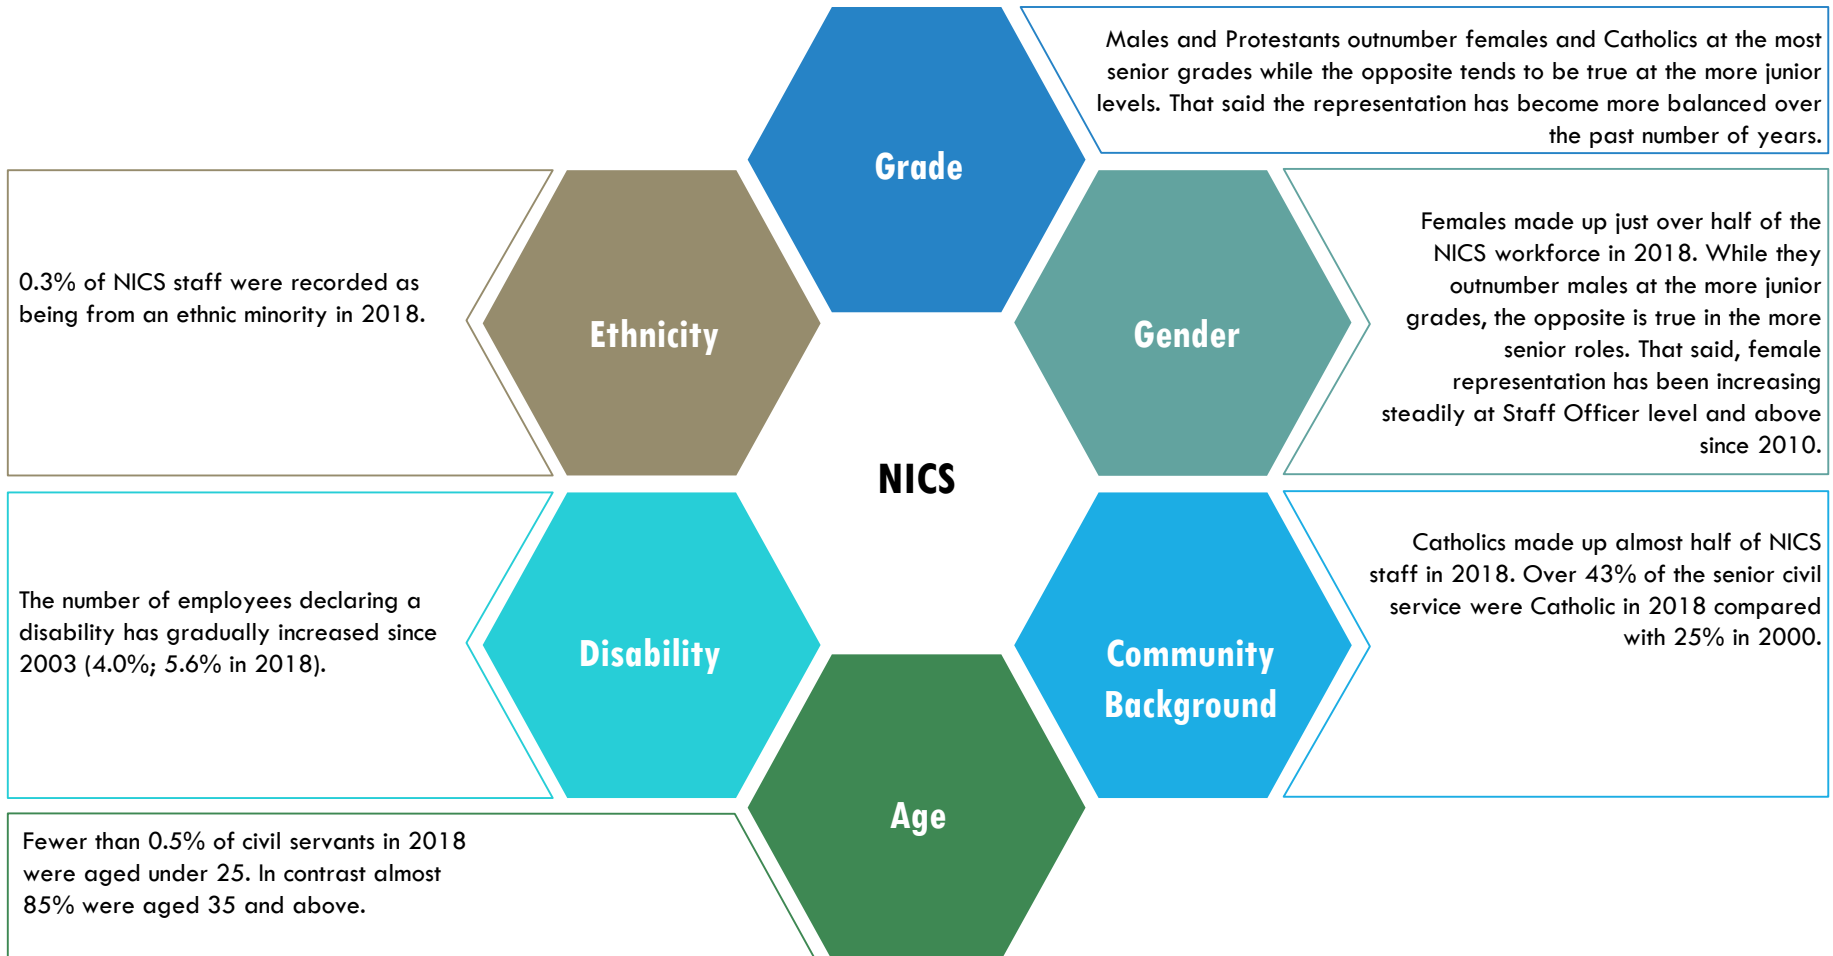 Grade
Males and Protestants outnumber females and Catholics at the most
senior grades while the opposite tends to be true at the more junior
levels. That said the representation has become more balanced over
the past number of years.
Ethnicity
0.3% of NICS staff were recorded as
being from an ethnic minority in 2018.
Gender
Females made up just over half of the
NICS workforce in 2018. While they
outnumber males at the more junior
grades, the opposite is true in the more
senior roles. That said, female
representation has been increasing
steadily at Staff Officer level and above
since 2010.
NICS
Disability
The number of employees declaring a
disability has gradually increased since
2003 (4.0%; 5.6% in 2018).
Community
Background
Catholics made up almost half of NICS
staff in 2018. Over 43% of the senior civil
service were Catholic in 2018 compared
with 25% in 2000.
Age
Fewer than 0.5% of civil servants in 2018
were aged under 25. In contrast almost
85% were aged 35 and above.